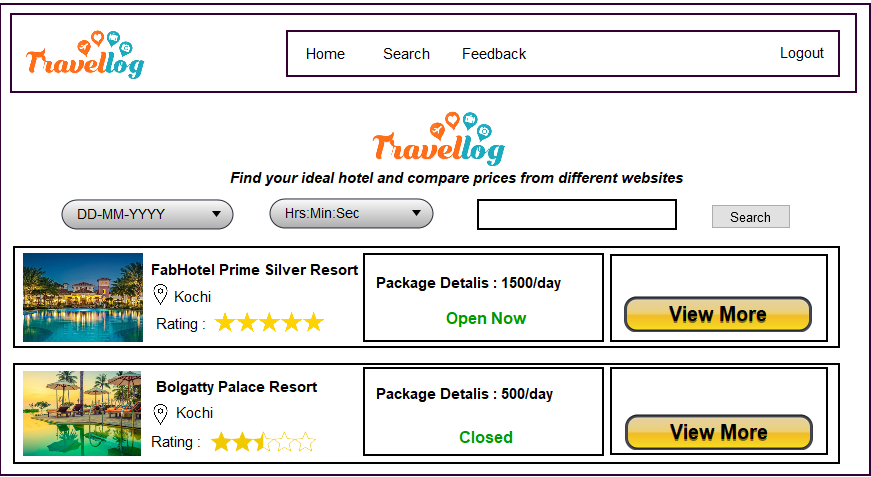 Travellog
Home Search Feedback Logout
Travellog
Find your ideal hotel and compare prices from different websites
DD-MM-YYYY Hrs:Min:Sec Search
FabHotel Prime Silver Resort
Kochi
Rating :
Package Detalis : 1500/day
Open Now
View More
Bolgatty Palace Resort
Kochi
Rating :
Package Detalis : 500/day
Closed
View More